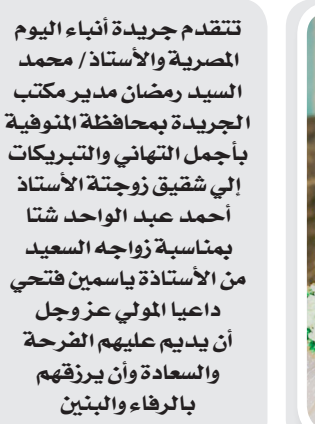 تتقدم جريدة أنباء اليوم
المصرية والأستاذ/ محمد
السيد رمضان مدير مكتب
الجريدة بمحافظة المنوفية
بأجمل التهاني والتبريكات
إلي شقيق زوجتة الأستاذ
أحمد عبد الواحد شتا
بمناسبة زواجه السعيد
من الأستاذة ياسمين فتحي
داعيا المولي عز وجل
أن يديم عليهم الفرحة
والسعادة وأن يرزقهم
بالرفاء والبنين